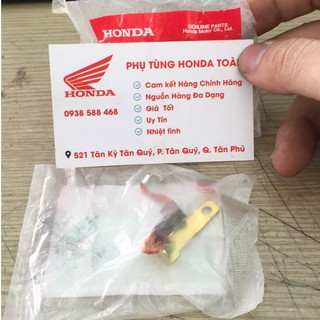 HONDA
GENUINE PARTS
Honda Motor Co., Ltd.
PHỤ TÙNG HONDA TOÀ
HONDA
0938 588 468
Cam kết Hàng Chính Hãng
Nguồn Hàng Đa Dạng
Giá Tốt
Uy Tín
Nhiệt tình
521 Tân Kỳ Tân Quý, P. Tân Quý, Q. Tân Phú